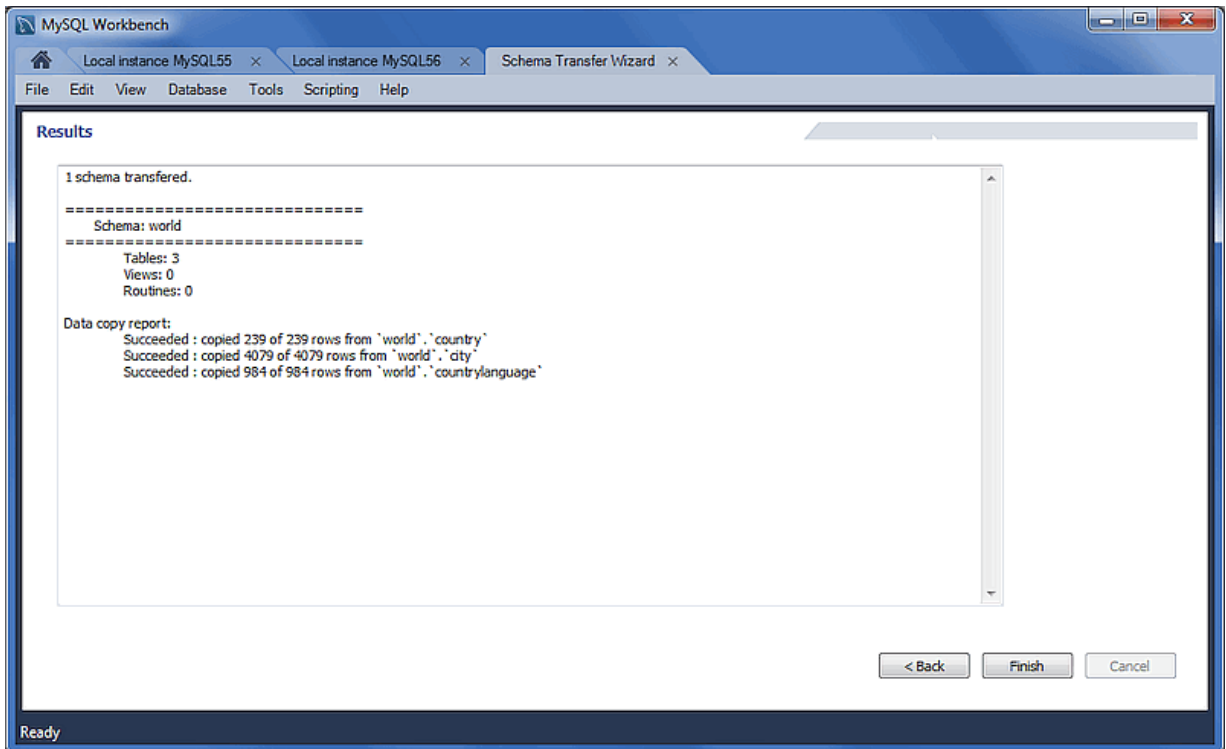 MySQL Workbench
Local instance MySQL55 × Local instance MySQL56 × Schema Transfer Wizard ×
File Edit View Database Tools Scripting Help
Results
1 schema transfered.
==============================
Schema: world
==============================
Tables: 3
Views: 0
Routines: 0
Data copy report:
Succeeded : copied 239 of 239 rows from `world`.`country`
Succeeded : copied 4079 of 4079 rows from `world`.`city`
Succeeded : copied 984 of 984 rows from `world`.`countrylanguage`
< Back Finish Cancel
Ready